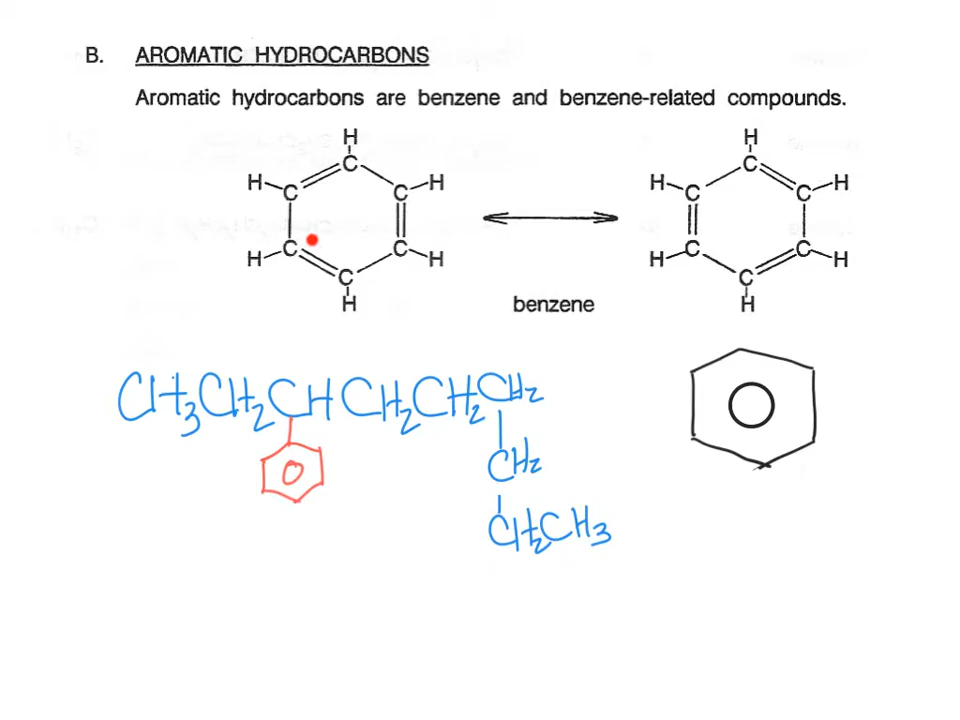 B. AROMATIC HYDROCARBONS
Aromatic hydrocarbons are benzene and benzene-related compounds.
H H
C C
H-C C-H H-C C-H
H-C C-H H-C C-H
C C
H H
benzene
CH3CH2CHCH2CH2CH2
CH2
CH2CH3